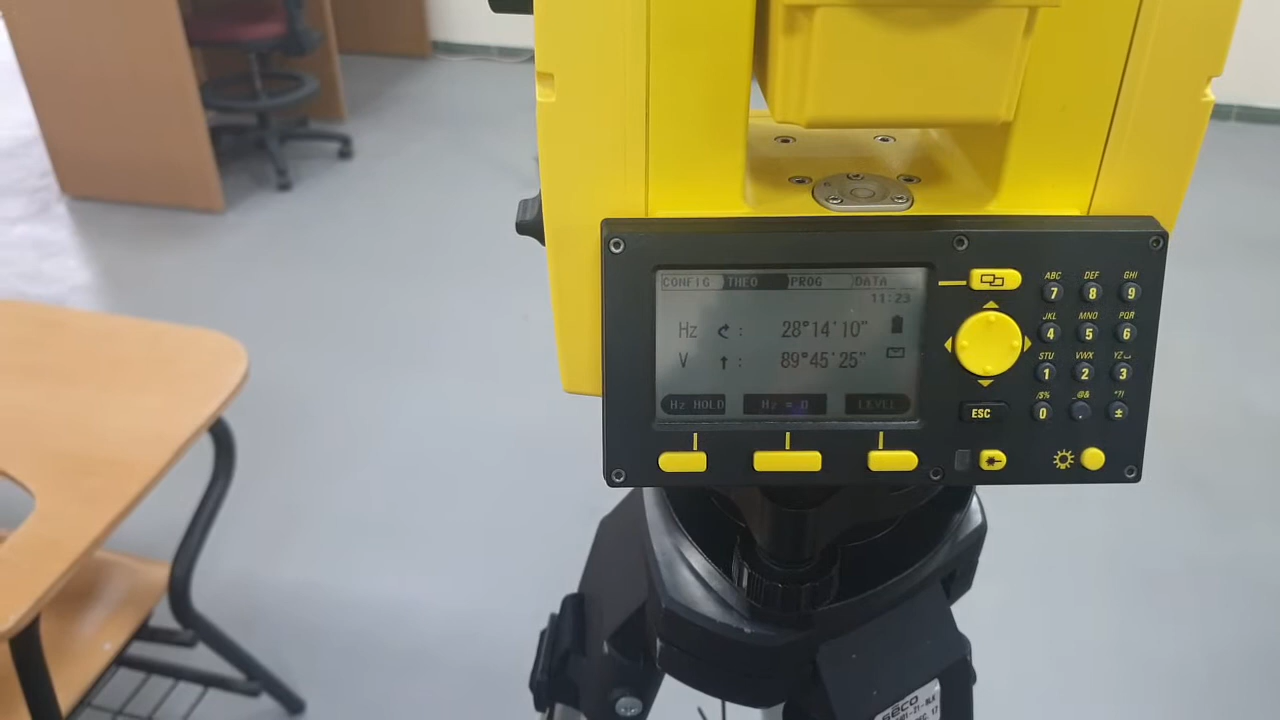 CONFIG THEO PROG DATA
11:23
Hz : 28°14'10"
V : 89°45'25"
Hz HOLD Hz = 0 LEVEL
ABC DEF GHI
7 8 9
JKL MNO PQR
4 5 6
STU VWX YZ
1 2 3
/$% _@& *?!
ESC 0 . ±
seco